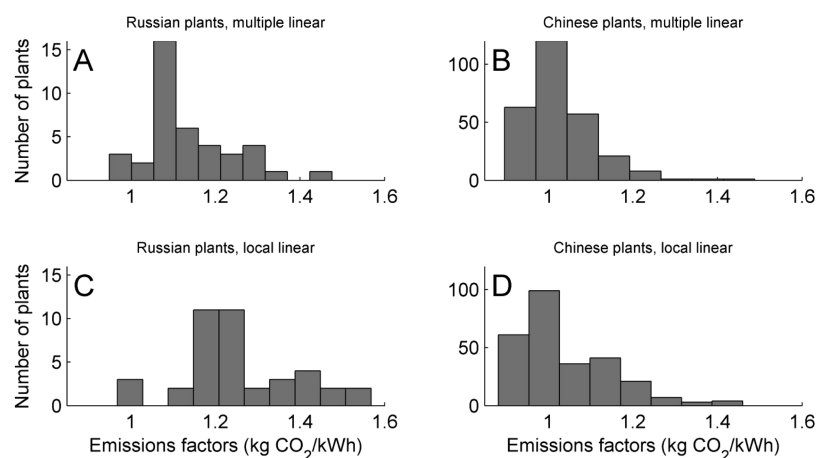 Russian plants, multiple linear
Chinese plants, multiple linear
A
B
Number of plants
15
10
5
0
1
1.2
1.4
1.6
100
50
0
1
1.2
1.4
1.6
Russian plants, local linear
Chinese plants, local linear
C
D
Number of plants
15
10
5
0
1
1.2
1.4
1.6
Emissions factors (kg CO2/kWh)
100
50
0
1
1.2
1.4
1.6
Emissions factors (kg CO2/kWh)